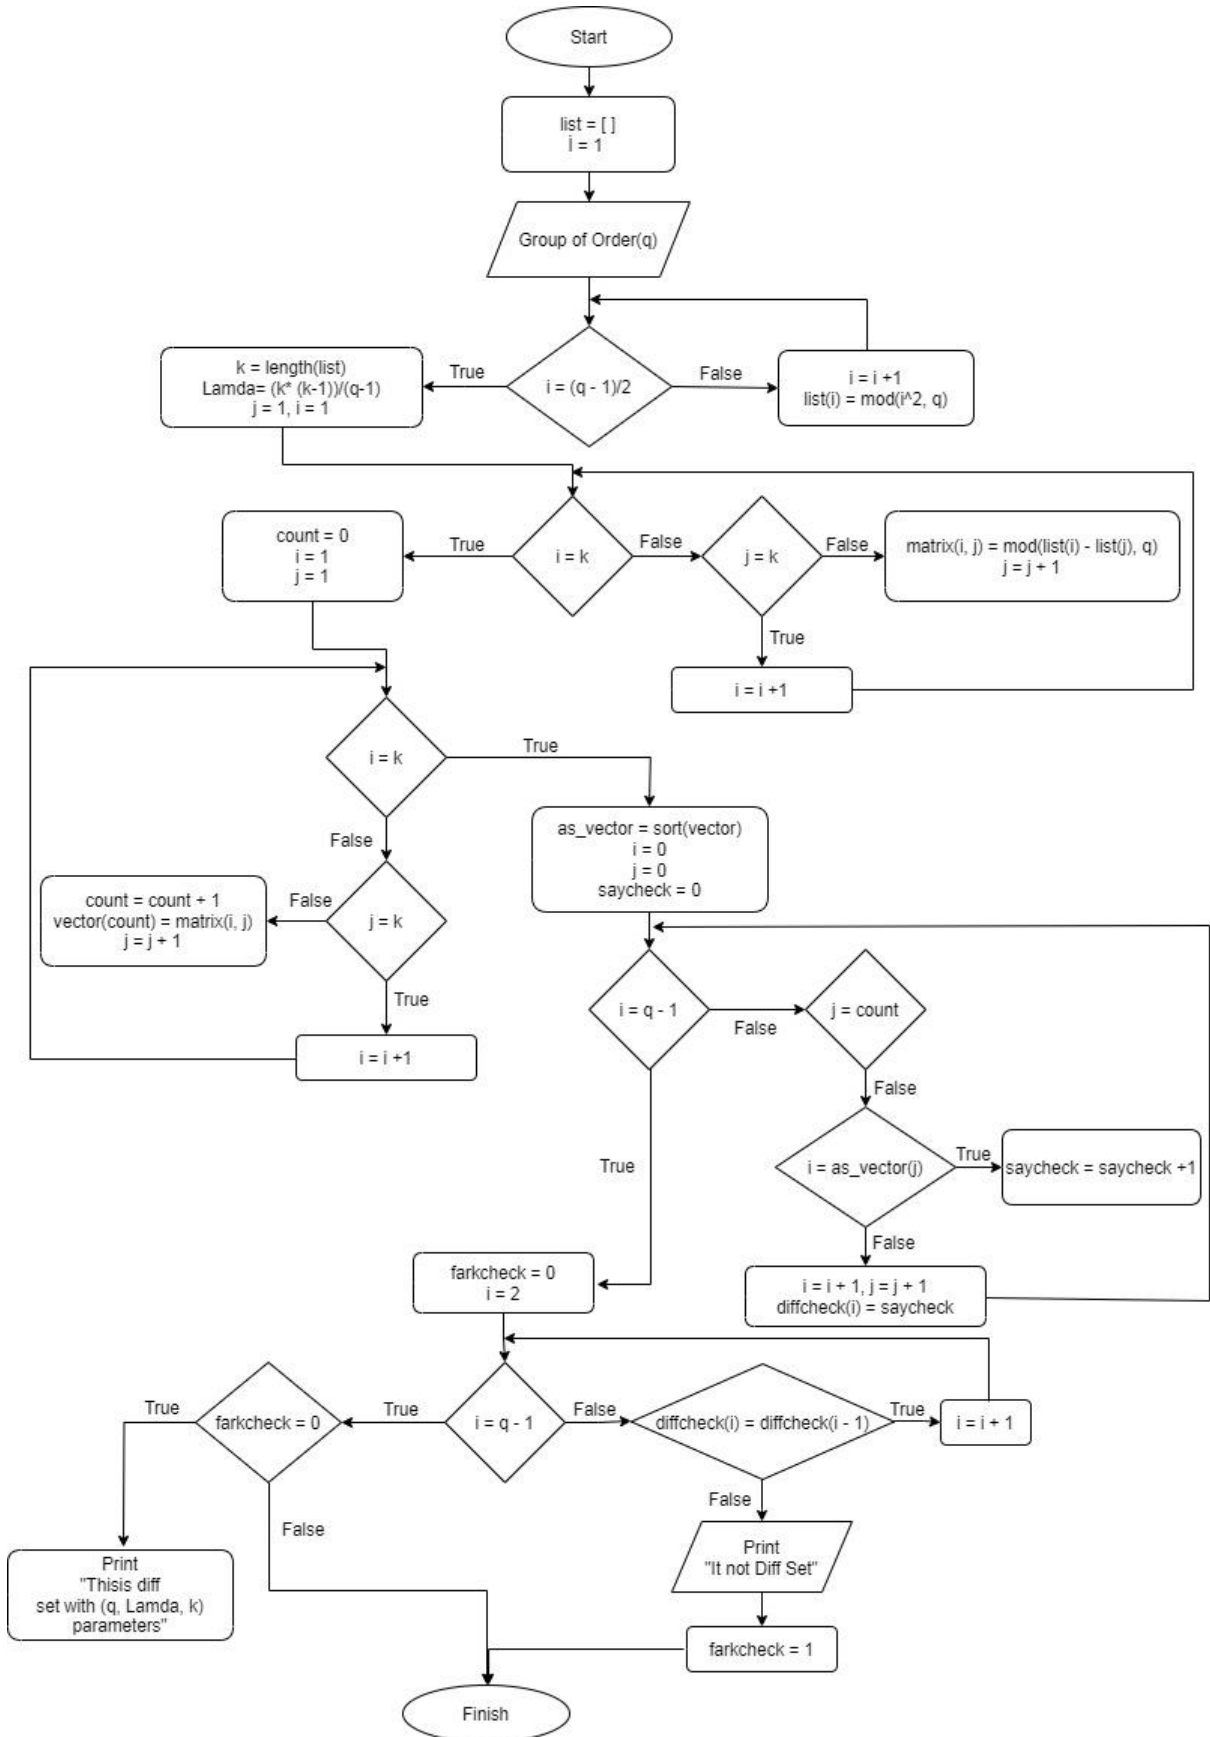 Start
list = [ ]
İ = 1
Group of Order(q)
i = (q - 1)/2
True
False
k = length(list)
Lamda= (k* (k-1))/(q-1)
j = 1, i = 1
i = i +1
list(i) = mod(i^2, q)
count = 0
i = 1
j = 1
True
i = k
False
j = k
False
matrix(i, j) = mod(list(i) - list(j), q)
j = j + 1
True
i = i +1
i = k
True
False
as_vector = sort(vector)
i = 0
j = 0
saycheck = 0
count = count + 1
vector(count) = matrix(i, j)
j = j + 1
False
j = k
True
i = i +1
i = q - 1
False
j = count
False
True
i = as_vector(j)
True
saycheck = saycheck +1
False
farkcheck = 0
i = 2
i = i + 1, j = j + 1
diffcheck(i) = saycheck
True
farkcheck = 0
True
i = q - 1
False
diffcheck(i) = diffcheck(i - 1)
True
i = i + 1
False
False
Print
"Thisis diff
set with (q, Lamda, k)
parameters"
Print
"It not Diff Set"
farkcheck = 1
Finish